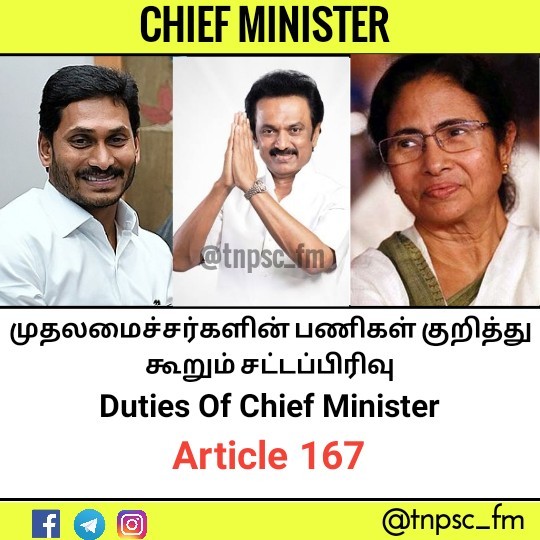 CHIEF MINISTER
@tnpsc_fm
முதலமைச்சர்களின் பணிகள் குறித்து
கூறும் சட்டப்பிரிவு
Duties Of Chief Minister
Article 167
@tnpsc_fm